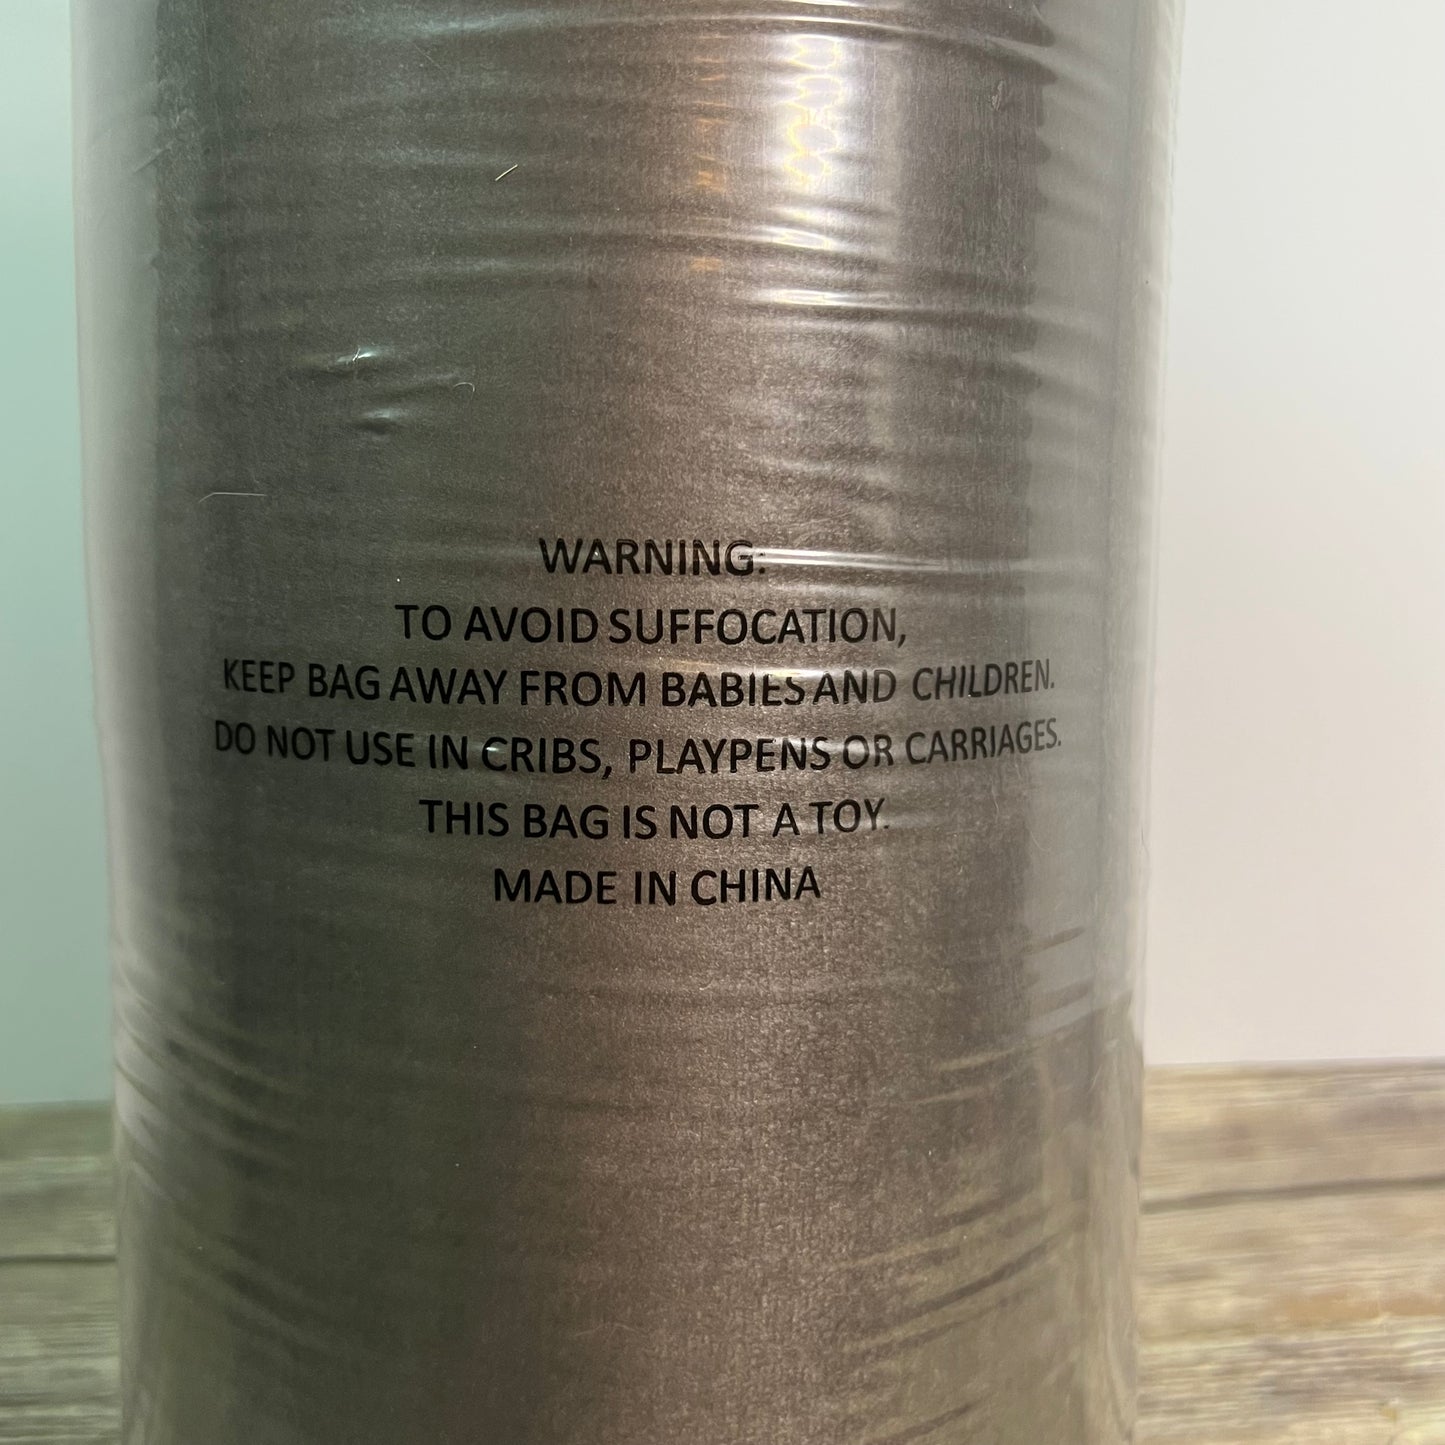 WARNING:
TO AVOID SUFFOCATION,
KEEP BAG AWAY FROM BABIES AND CHILDREN.
DO NOT USE IN CRIBS, PLAYPENS OR CARRIAGES.
THIS BAG IS NOT A TOY.
MADE IN CHINA